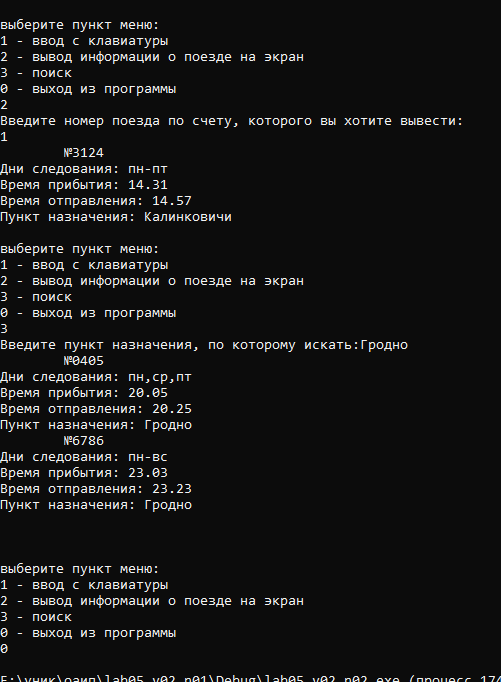 выберите пункт меню:
1 - ввод с клавиатуры
2 - вывод информации о поезде на экран
3 - поиск
0 - выход из программы
2
Введите номер поезда по счету, которого вы хотите вывести:
1
№3124
Дни следования: пн-пт
Время прибытия: 14.31
Время отправления: 14.57
Пункт назначения: Калинковичи
выберите пункт меню:
1 - ввод с клавиатуры
2 - вывод информации о поезде на экран
3 - поиск
0 - выход из программы
3
Введите пункт назначения, по которому искать:Гродно
№0405
Дни следования: пн,ср,пт
Время прибытия: 20.05
Время отправления: 20.25
Пункт назначения: Гродно
№6786
Дни следования: пн-вс
Время прибытия: 23.03
Время отправления: 23.23
Пункт назначения: Гродно
выберите пункт меню:
1 - ввод с клавиатуры
2 - вывод информации о поезде на экран
3 - поиск
0 - выход из программы
0